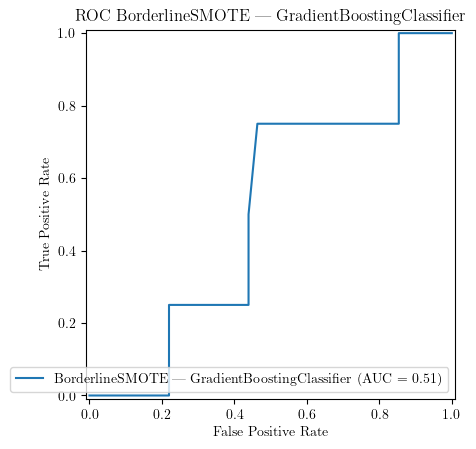 ROC BorderlineSMOTE — GradientBoostingClassifier
1.0
0.8
0.6
0.4
0.2
0.0
True Positive Rate
BorderlineSMOTE — GradientBoostingClassifier (AUC = 0.51)
0.0 0.2 0.4 0.6 0.8 1.0
False Positive Rate